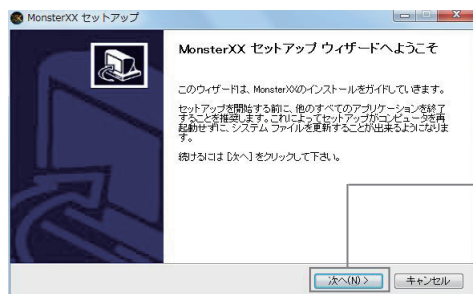 MonsterXX セットアップ
MonsterXX セットアップ ウィザードへようこそ
このウィザードは、MonsterXXのインストールをガイドしていきます。
セットアップを開始する前に、他のすべてのアプリケーションを終了
することを推奨します。これによってセットアップがコンピュータを再
起動せずに、システム ファイルを更新することが出来るようになりま
す。
続けるには [次へ] をクリックして下さい。
次へ(N) >
キャンセル